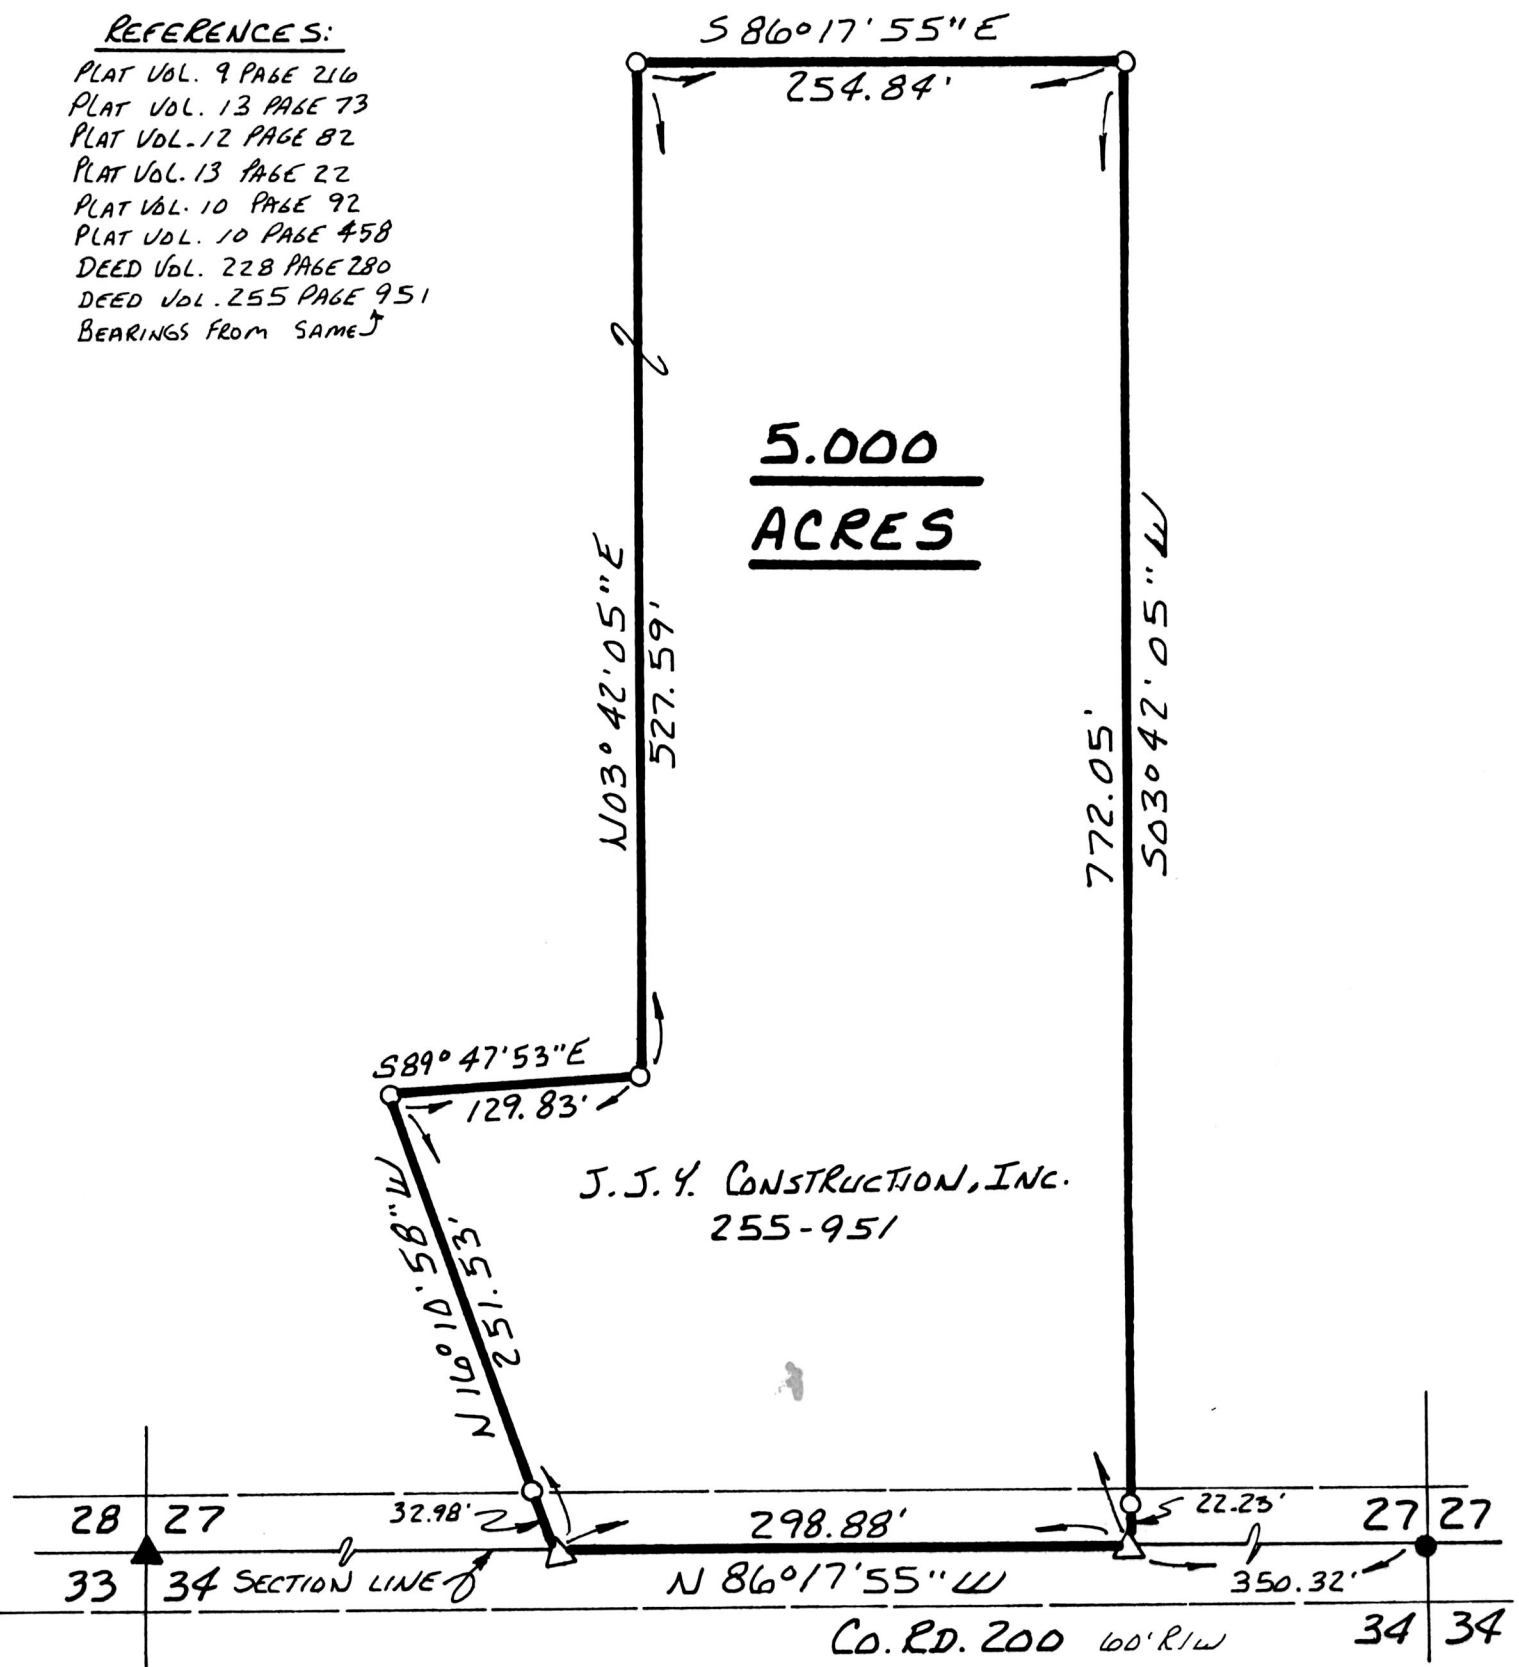 REFERENCES:
PLAT VOL. 9 PAGE 216
PLAT VOL. 13 PAGE 73
PLAT VOL. 12 PAGE 82
PLAT VOL. 13 PAGE 22
PLAT VOL. 10 PAGE 92
PLAT VOL. 10 PAGE 458
DEED VOL. 228 PAGE 280
DEED VOL. 255 PAGE 951
BEARINGS FROM SAME
S 86°17'55"E
254.84'
5.000
ACRES
N03°42'05"E
527.59'
772.05'
S03°42'05"W
S89°47'53"E
129.83'
J.J.Y. CONSTRUCTION, INC.
255-951
N 16°10'58"W
251.53'
28 27
32.98'
298.88'
22.23'
27 27
33 34 SECTION LINE
N 86°17'55"W
350.32'
34 34
CO. RD. 200 60' R/W